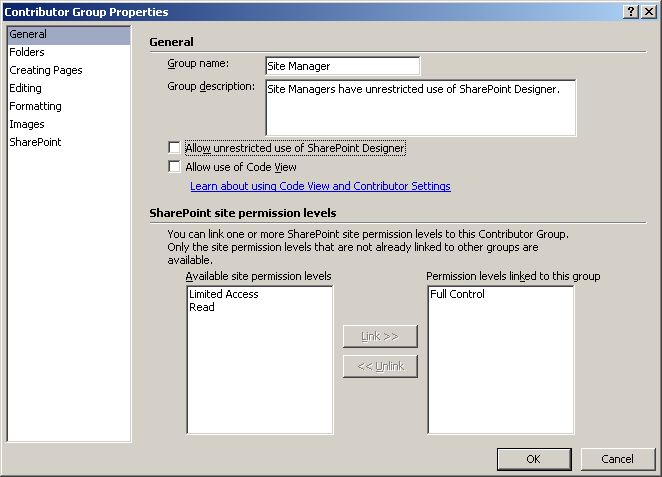 Contributor Group Properties
General
Folders
Creating Pages
Editing
Formatting
Images
SharePoint
General
Group name: Site Manager
Group description: Site Managers have unrestricted use of SharePoint Designer.
Allow unrestricted use of SharePoint Designer
Allow use of Code View
Learn about using Code View and Contributor Settings
SharePoint site permission levels
You can link one or more SharePoint site permission levels to this Contributor Group.
Only the site permission levels that are not already linked to other groups are
available.
Available site permission levels
Limited Access
Read
Link >>
<< Unlink
Permission levels linked to this group
Full Control
OK
Cancel